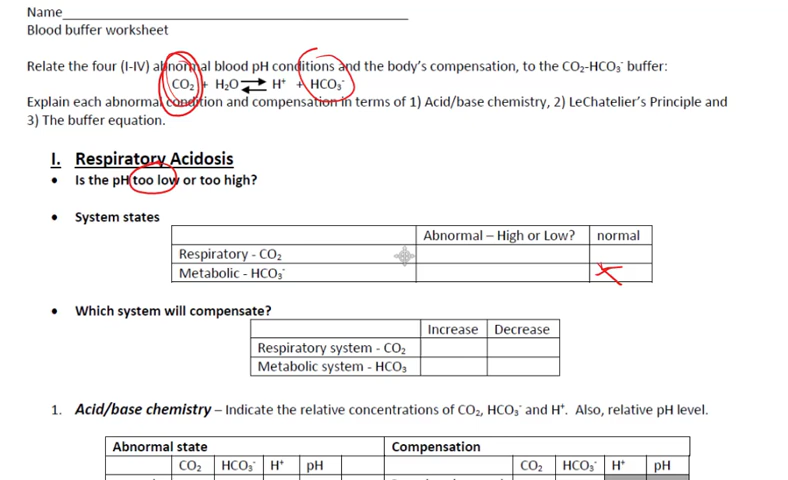 Name
Blood buffer worksheet
Relate the four (I-IV) abnormal blood pH conditions and the body's compensation, to the CO₂-HCO₃⁻ buffer:
CO₂ + H₂O ⇄ H⁺ + HCO₃⁻
Explain each abnormal condition and compensation in terms of 1) Acid/base chemistry, 2) LeChatelier's Principle and
3) The buffer equation.
I. Respiratory Acidosis
• Is the pH too low or too high?
• System states
Abnormal – High or Low? normal
Respiratory - CO₂
Metabolic - HCO₃⁻ X
• Which system will compensate?
Increase Decrease
Respiratory system - CO₂
Metabolic system - HCO₃
1. Acid/base chemistry – Indicate the relative concentrations of CO₂, HCO₃⁻ and H⁺. Also, relative pH level.
Abnormal state Compensation
CO₂ HCO₃⁻ H⁺ pH CO₂ HCO₃⁻ H⁺ pH